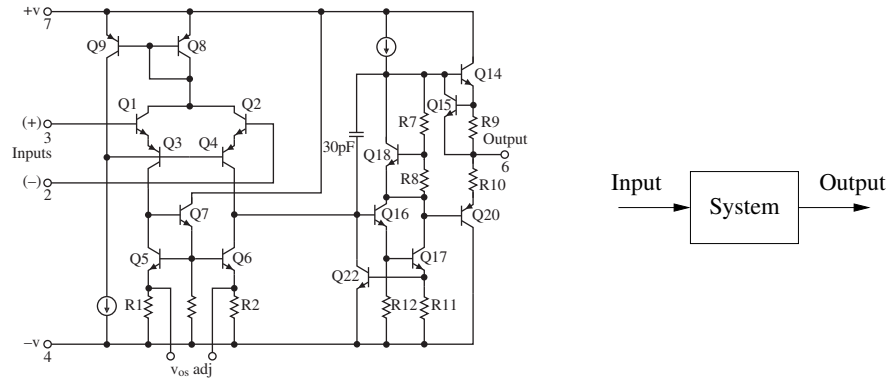 +v
7
Q9
Q8
Q14
Q1
Q2
Q15
(+)
3
R7
R9
Q3
Q4
Output
Inputs
30pF
6
Q18
(−)
2
R8
R10
Q7
Q16
Q20
Q5
Q6
Q22
Q17
R1
R2
R12
R11
−v
4
vos adj
Input
System
Output